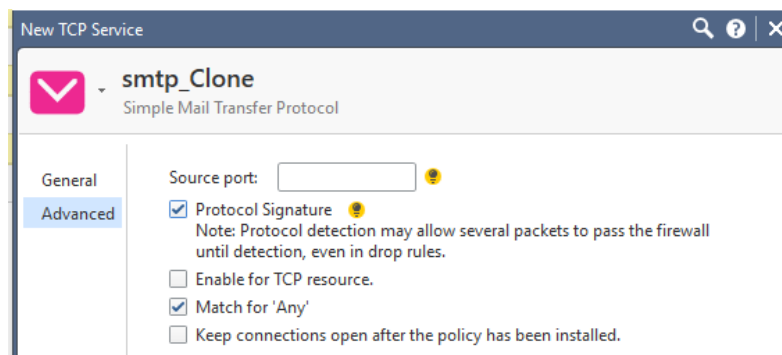 New TCP Service
smtp_Clone
Simple Mail Transfer Protocol
General
Advanced
Source port:
Protocol Signature
Note: Protocol detection may allow several packets to pass the firewall
until detection, even in drop rules.
Enable for TCP resource.
Match for 'Any'
Keep connections open after the policy has been installed.